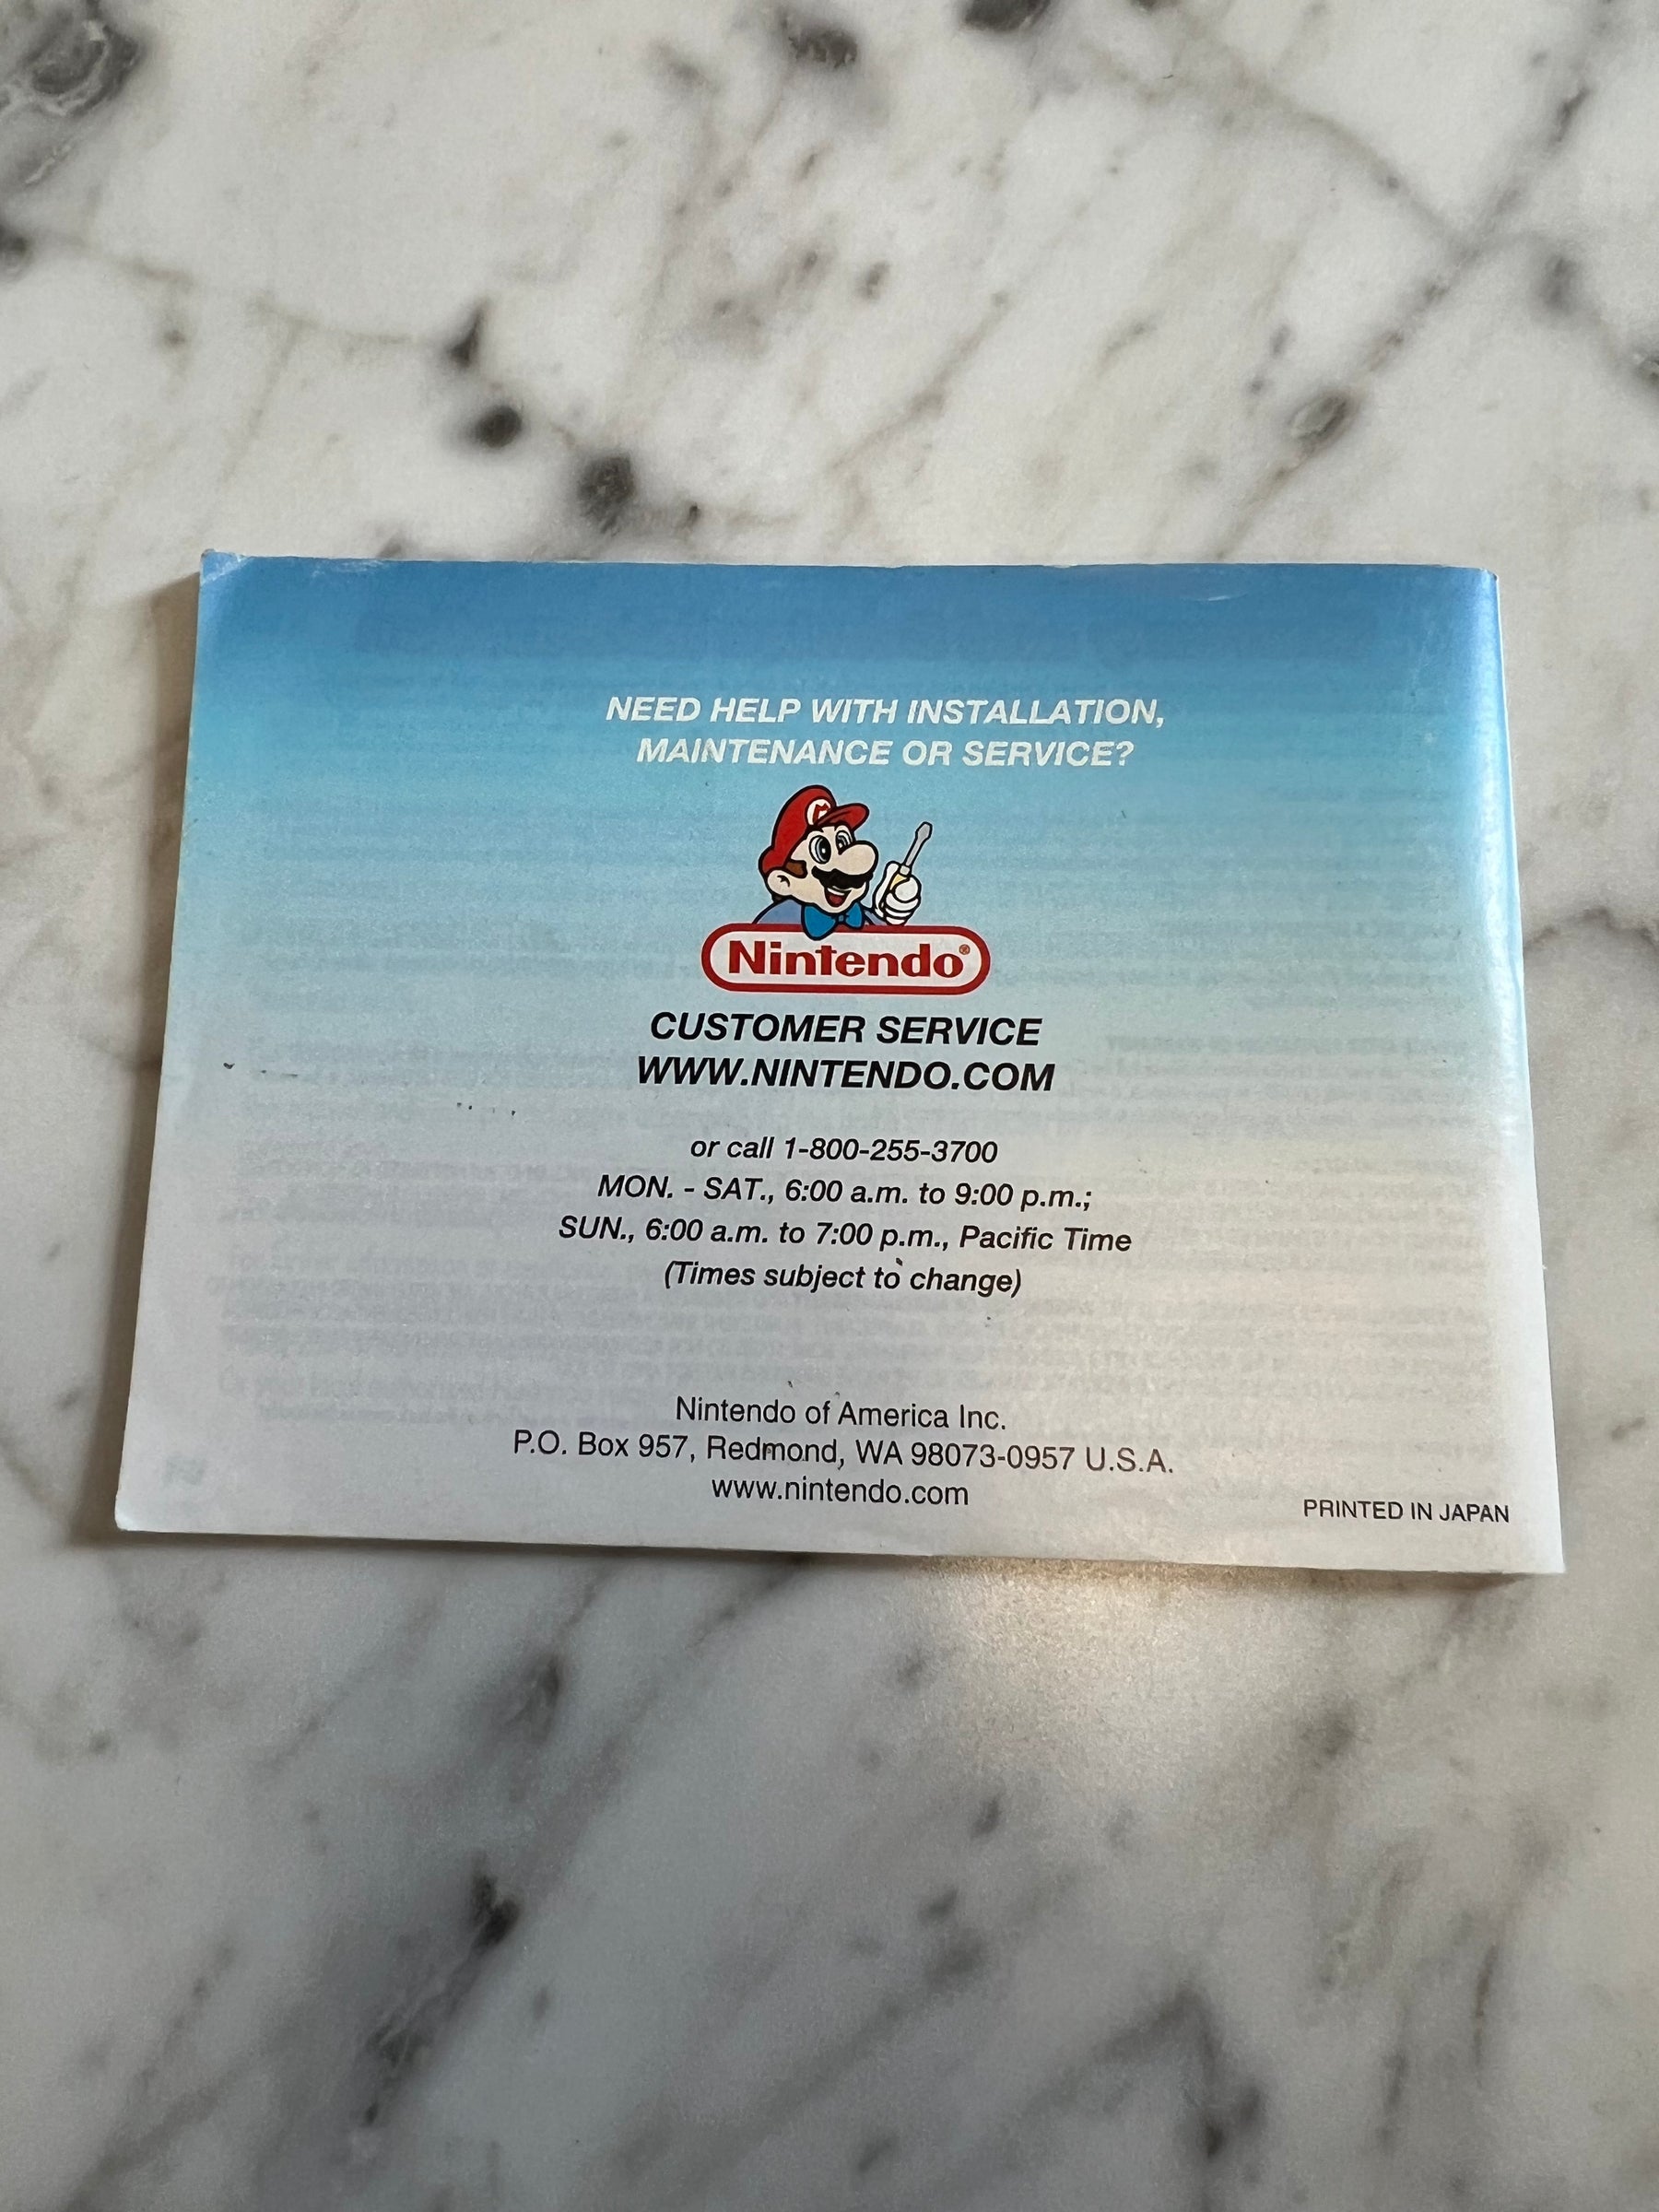 NEED HELP WITH INSTALLATION,
MAINTENANCE OR SERVICE?
M
Nintendo®
CUSTOMER SERVICE
WWW.NINTENDO.COM
or call 1-800-255-3700
MON. - SAT., 6:00 a.m. to 9:00 p.m.;
SUN., 6:00 a.m. to 7:00 p.m., Pacific Time
(Times subject to change)
Nintendo of America Inc.
P.O. Box 957, Redmond, WA 98073-0957 U.S.A.
www.nintendo.com
PRINTED IN JAPAN